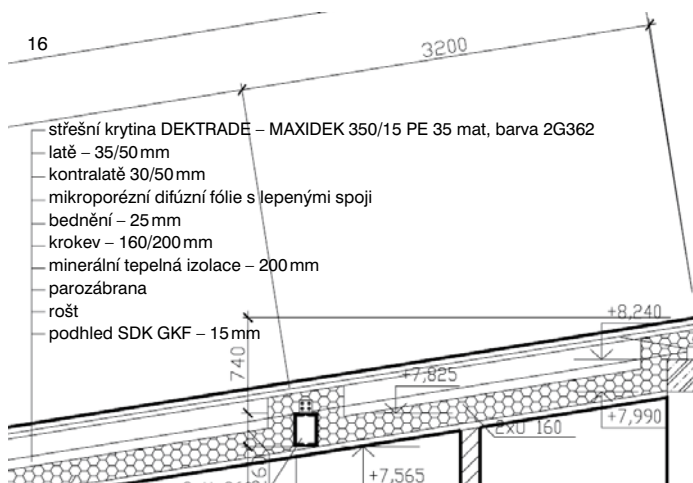 16
3200
střešní krytina DEKTRADE – MAXIDEK 350/15 PE 35 mat, barva 2G362
latě – 35/50 mm
kontralatě 30/50 mm
mikroporézní difúzní fólie s lepenými spoji
bednění – 25 mm
krokev – 160/200 mm
minerální tepelná izolace – 200 mm
parozábrana
rošt
podhled SDK GKF – 15 mm
+8,240
740
+7,825
+7,990
2xU 160
+7,565